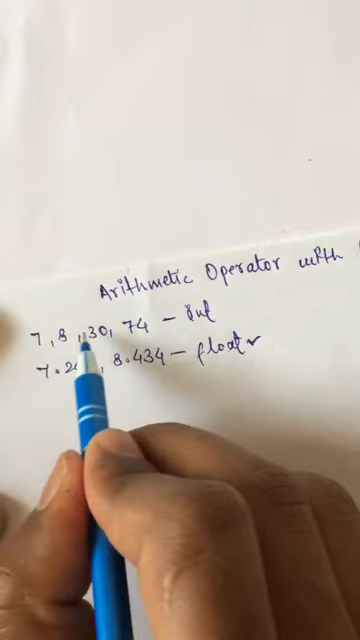 Arithmetic Operator with
7, 8, 30, 74 - int
8.434 - float